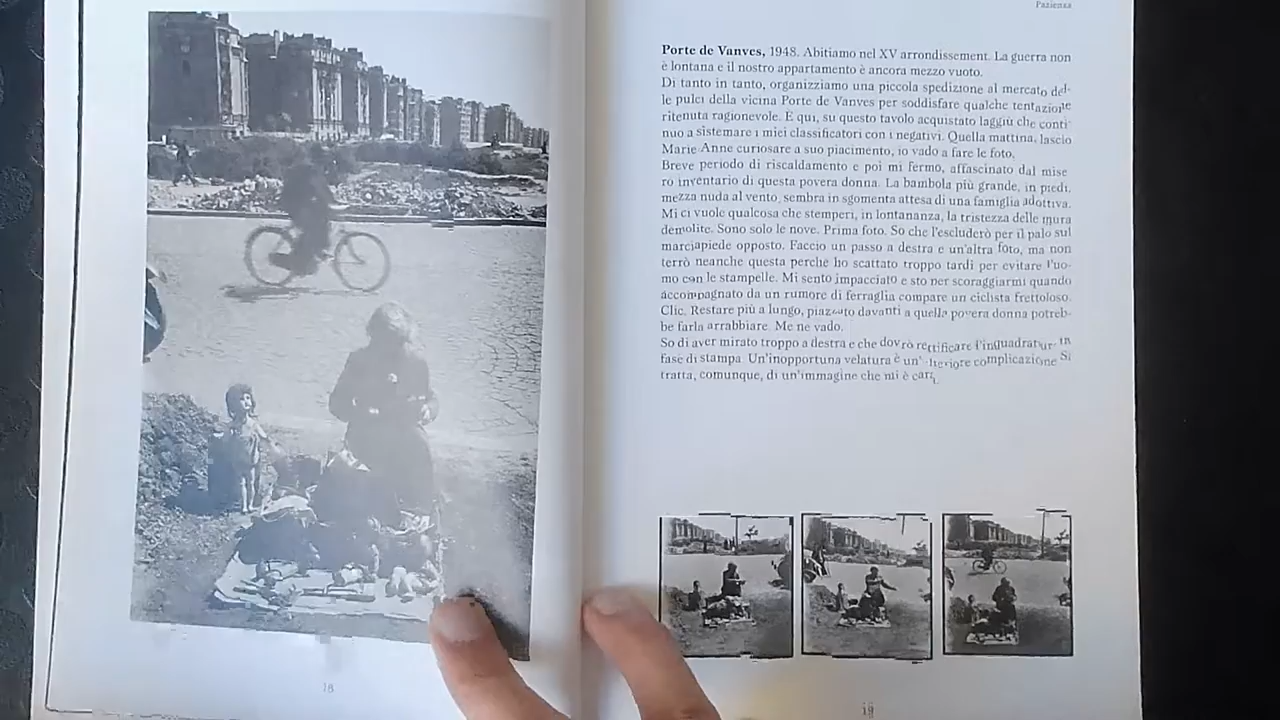 Pazienza
Porte de Vanves, 1948. Abitiamo nel XV arrondissement. La guerra non
è lontana e il nostro appartamento è ancora mezzo vuoto.
Di tanto in tanto, organizziamo una piccola spedizione al mercato del-
le pulci della vicina Porte de Vanves per soddisfare qualche tentazione
ritenuta ragionevole. È qui, su questo tavolo acquistato laggiù che conti-
nuo a sistemare i miei classificatori con i negativi. Quella mattina, lascio
Marie-Anne curiosare a suo piacimento, io vado a fare le foto.
Breve periodo di riscaldamento e poi mi fermo, affascinato dal mise
ro inventario di questa povera donna. La bambola più grande, in piedi,
mezza nuda al vento, sembra in sgomenta attesa di una famiglia adottiva.
Mi ci vuole qualcosa che stemperi, in lontananza, la tristezza delle mura
demolite. Sono solo le nove. Prima foto. So che l'escluderò per il palo sul
marciapiede opposto. Faccio un passo a destra e un'altra foto, ma non
terrò neanche questa perché ho scattato troppo tardi per evitare l'uo-
mo con le stampelle. Mi sento impacciato e sto per scoraggiarmi quando
accompagnato da un rumore di ferraglia compare un ciclista frettoloso.
Clic. Restare più a lungo, piazzato davanti a quella povera donna potreb-
be farla arrabbiare. Me ne vado.
So di aver mirato troppo a destra e che dovrò rettificare l'inquadratura in
fase di stampa. Un'inopportuna velatura è un'ulteriore complicazione. Si
tratta, comunque, di un'immagine che mi è cara.
18
19